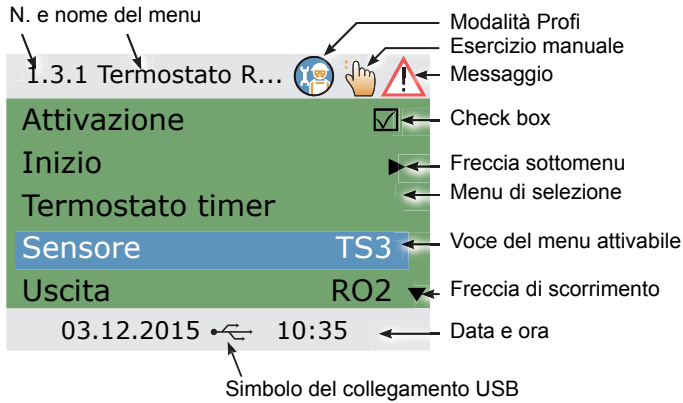 N. e nome del menu
Modalità Profi
Esercizio manuale
1.3.1 Termostato R...
Messaggio
Attivazione
Check box
Inizio
Freccia sottomenu
Menu di selezione
Termostato timer
Sensore TS3
Voce del menu attivabile
Uscita RO2
Freccia di scorrimento
03.12.2015 10:35
Data e ora
Simbolo del collegamento USB